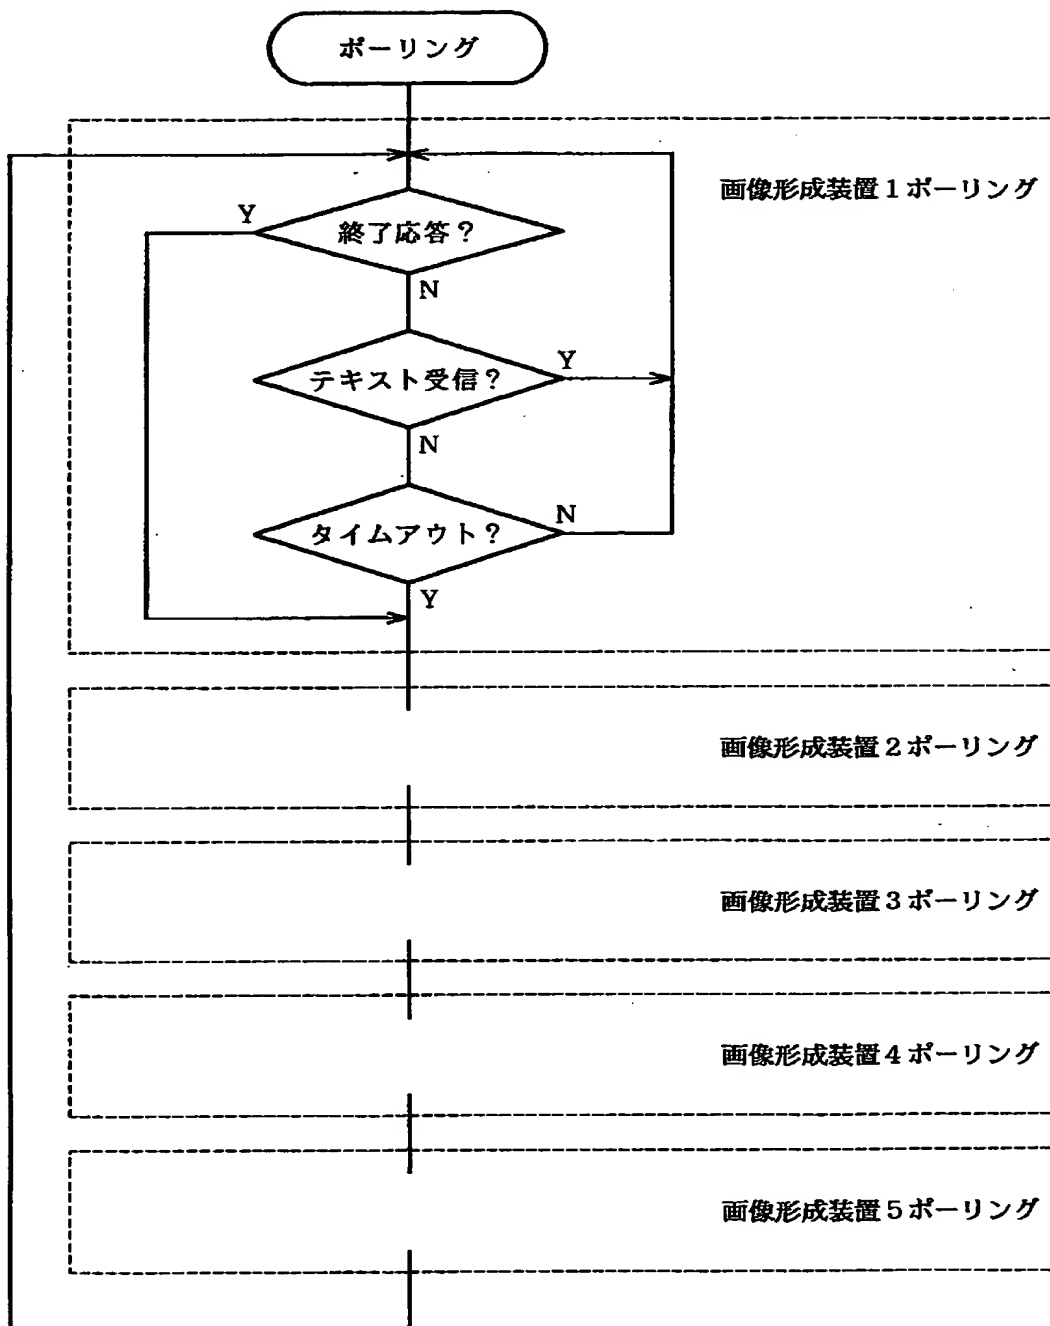 ポーリング
画像形成装置1ポーリング
Y
終了応答?
N
テキスト受信?
Y
N
タイムアウト?
N
Y
画像形成装置2ポーリング
画像形成装置3ポーリング
画像形成装置4ポーリング
画像形成装置5ポーリング